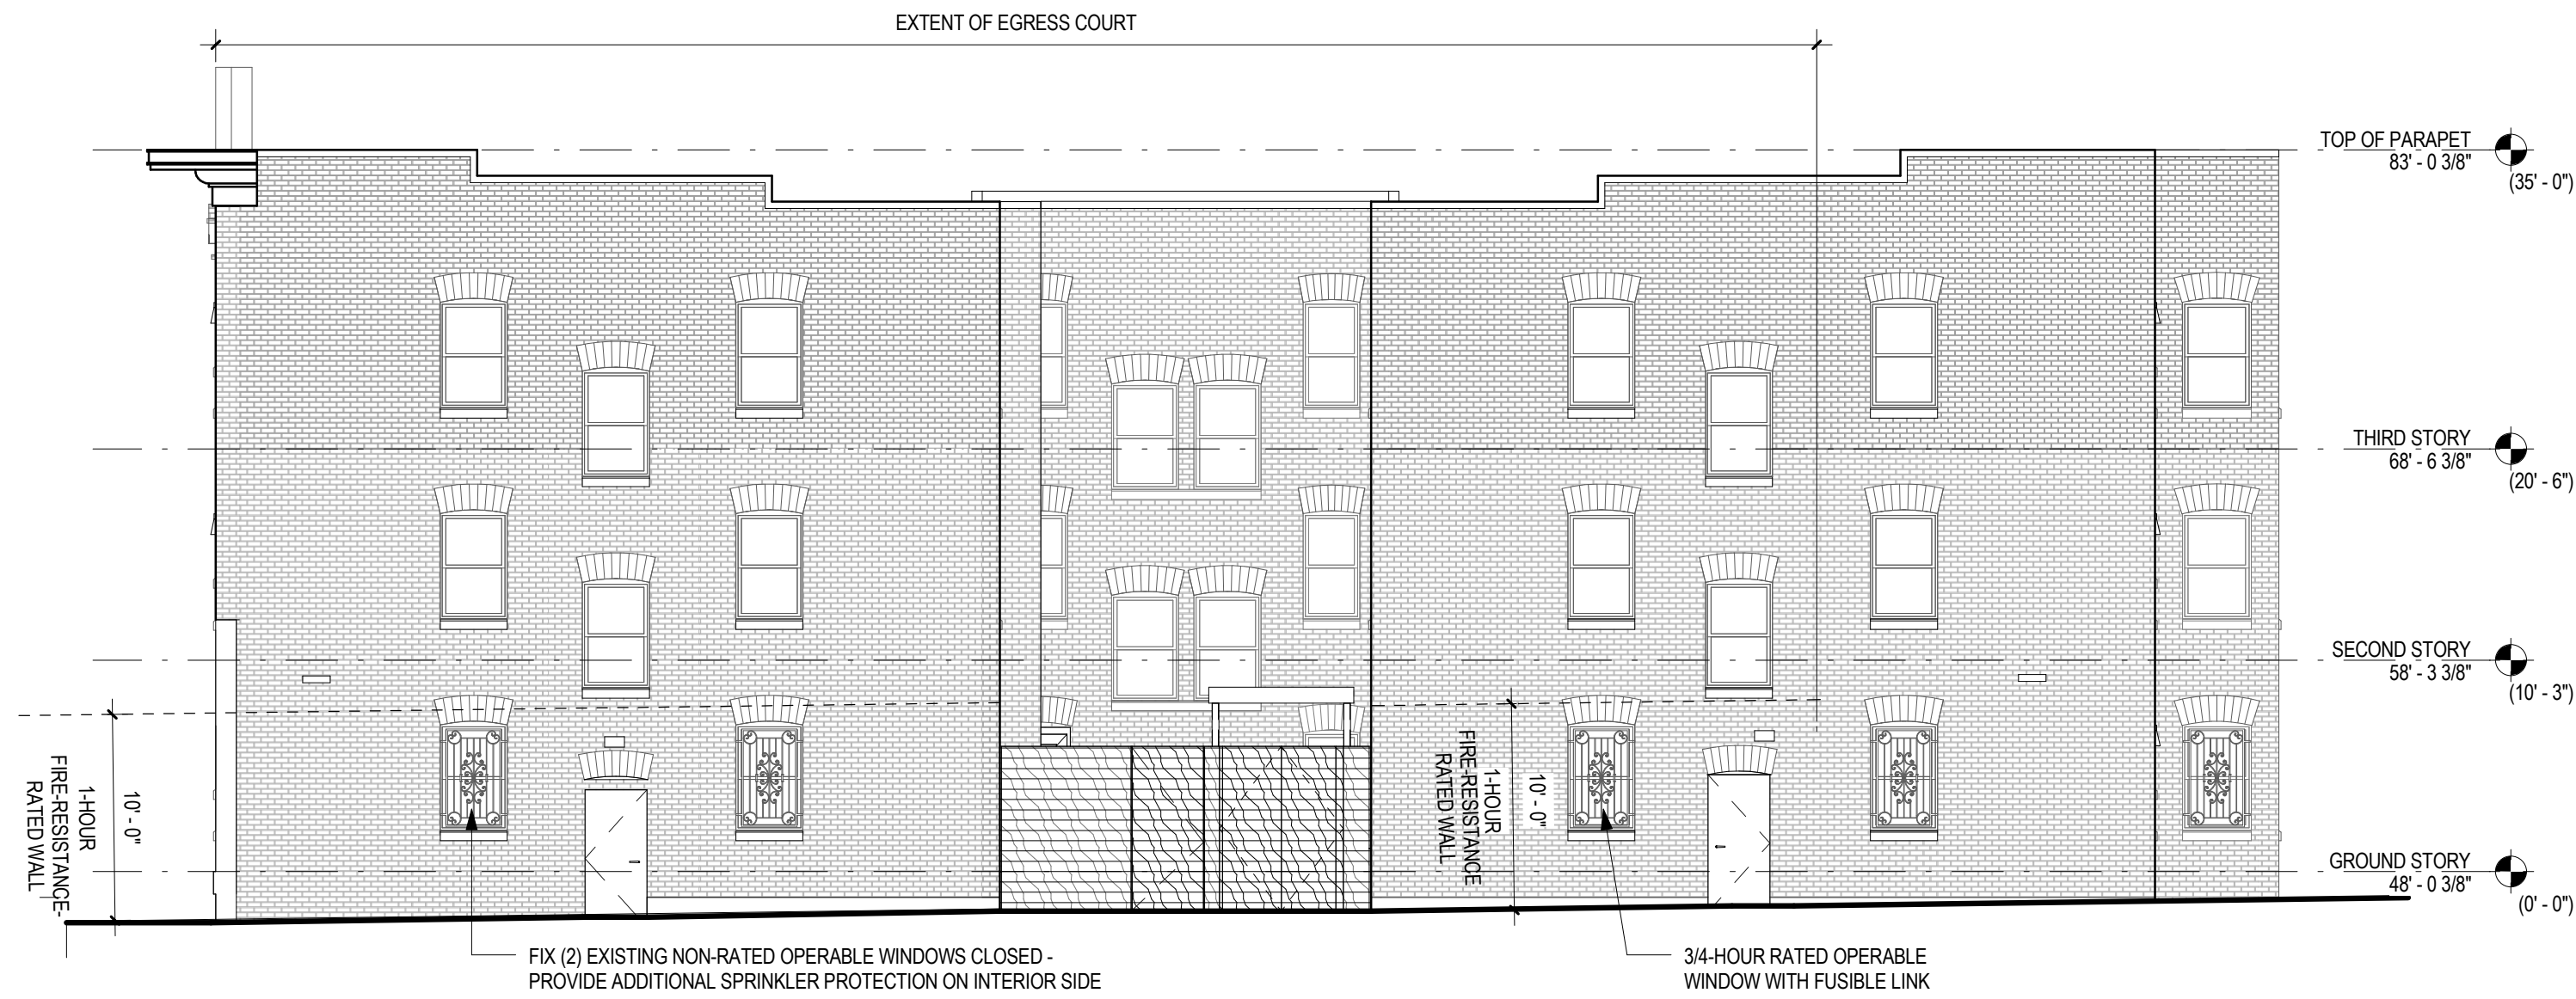 EXTENT OF EGRESS COURT
TOP OF PARAPET
83' - 0 3/8"
(35' - 0")
THIRD STORY
68' - 6 3/8"
(20' - 6")
SECOND STORY
58' - 3 3/8"
(10' - 3")
GROUND STORY
48' - 0 3/8"
(0' - 0")
10' - 0"
1-HOUR
FIRE-RESISTANCE-
RATED WALL
10' - 0"
1-HOUR
FIRE-RESISTANCE
RATED WALL
FIX (2) EXISTING NON-RATED OPERABLE WINDOWS CLOSED -
PROVIDE ADDITIONAL SPRINKLER PROTECTION ON INTERIOR SIDE
3/4-HOUR RATED OPERABLE
WINDOW WITH FUSIBLE LINK